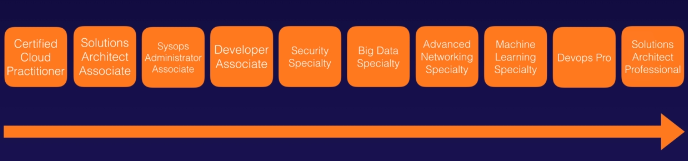 Certified
Cloud
Practitioner
Solutions
Architect
Associate
Sysops
Administrator
Associate
Developer
Associate
Security
Specialty
Big Data
Specialty
Advanced
Networking
Specialty
Machine
Learning
Specialty
Devops Pro
Solutions
Architect
Professional